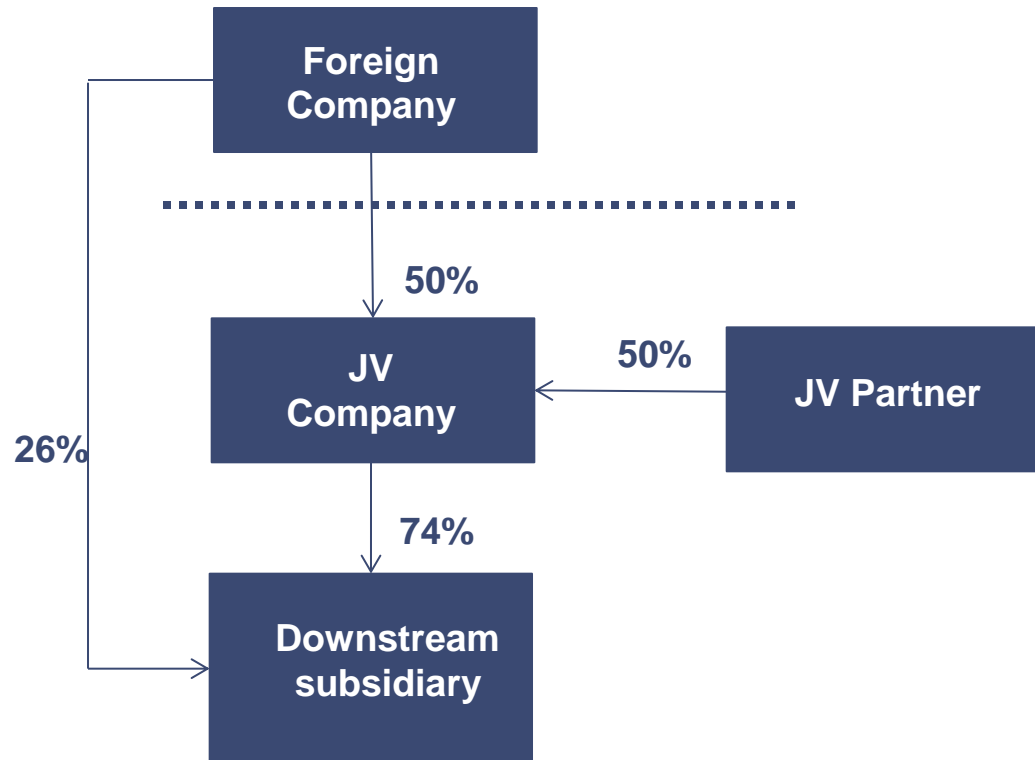 Foreign
Company
50%
JV
Company
50%
JV Partner
26%
74%
Downstream
subsidiary